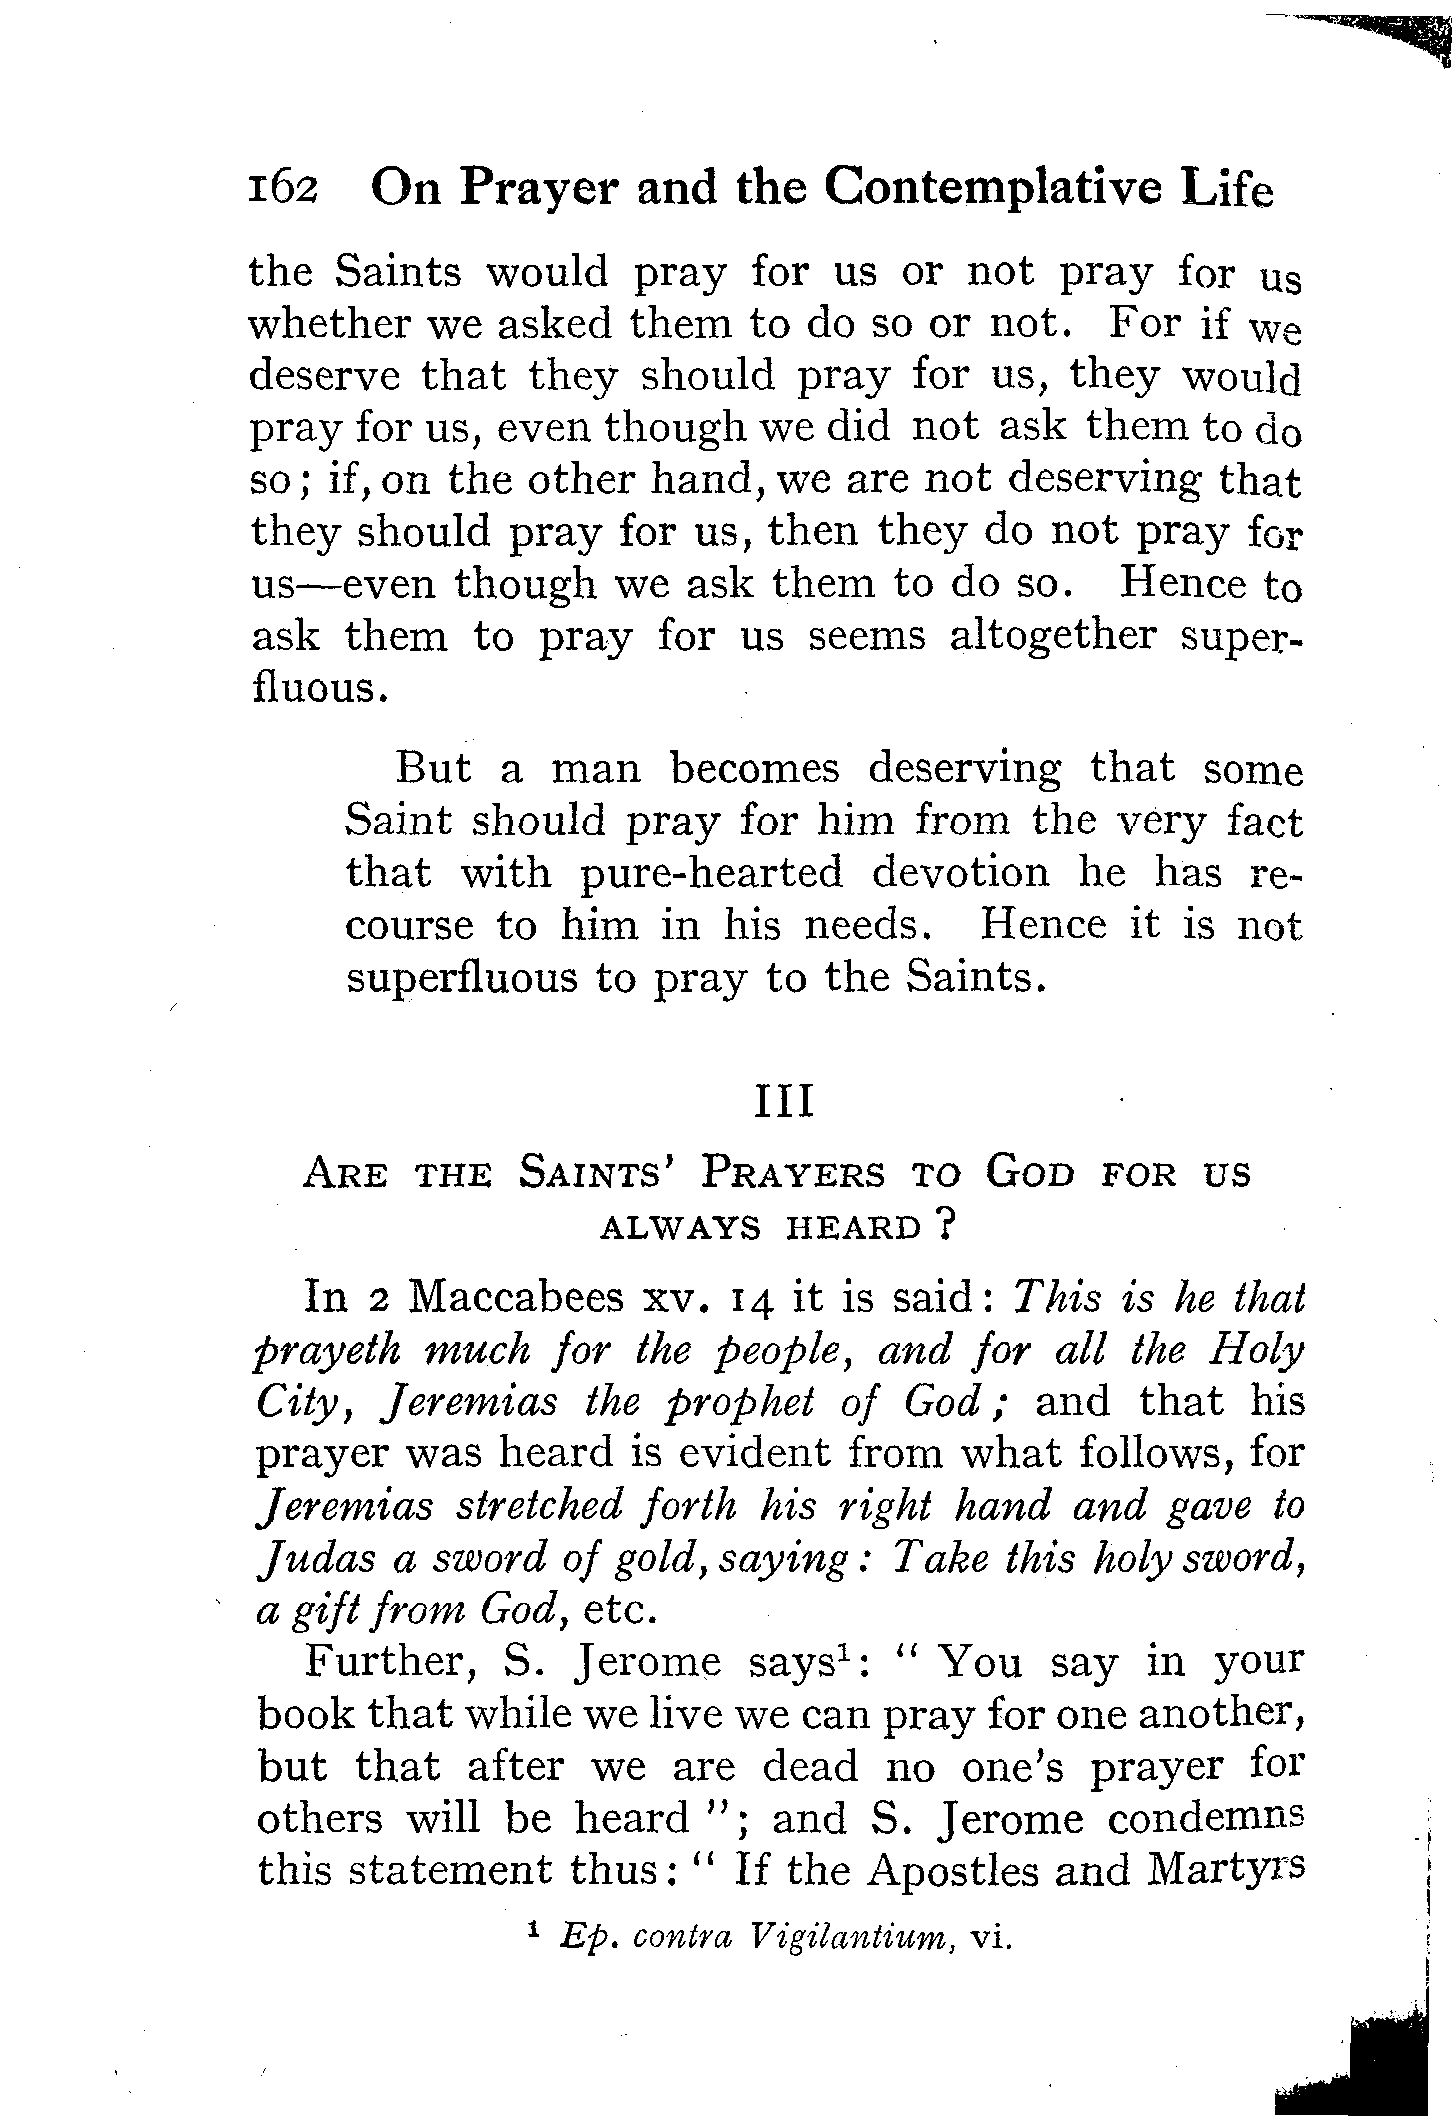 162 On Prayer and the Contemplative Life
the Saints would pray for us or not pray for us
whether we asked them to do so or not. For if we
deserve that they should pray for us, they would
pray for us, even though we did not ask them to do
so; if, on the other hand, we are not deserving that
they should pray for us, then they do not pray for
us—even though we ask them to do so. Hence to
ask them to pray for us seems altogether super-
fluous.
But a man becomes deserving that some
Saint should pray for him from the very fact
that with pure-hearted devotion he has re-
course to him in his needs. Hence it is not
superfluous to pray to the Saints.
III
ARE THE SAINTS' PRAYERS TO GOD FOR US
ALWAYS HEARD?
In 2 Maccabees xv. 14 it is said: This is he that
prayeth much for the people, and for all the Holy
City, Jeremias the prophet of God; and that his
prayer was heard is evident from what follows, for
Jeremias stretched forth his right hand and gave to
Judas a sword of gold, saying: Take this holy sword,
a gift from God, etc.
Further, S. Jerome says¹: "You say in your
book that while we live we can pray for one another,
but that after we are dead no one's prayer for
others will be heard"; and S. Jerome condemns
this statement thus: "If the Apostles and Martyrs
¹ Ep. contra Vigilantium, vi.